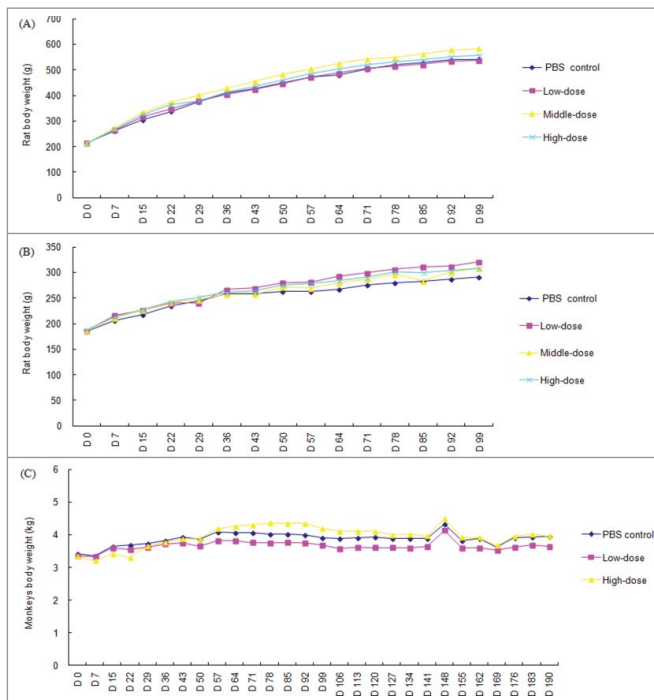 (A)
700
600
500
400
300
200
100
0
Rat body weight (g)
D 0
D 7
D 15
D 22
D 29
D 36
D 43
D 50
D 57
D 64
D 71
D 78
D 85
D 92
D 99
PBS control
Low-dose
Middle-dose
High-dose
(B)
350
300
250
200
150
100
50
0
Rat body weight (g)
D 0
D 7
D 15
D 22
D 29
D 36
D 43
D 50
D 57
D 64
D 71
D 78
D 85
D 92
D 99
PBS control
Low-dose
Middle-dose
High-dose
(C)
6
5
4
3
2
1
0
Monkeys body weight (kg)
D 0
D 7
D 15
D 22
D 29
D 36
D 43
D 50
D 57
D 64
D 71
D 78
D 85
D 92
D 99
D 106
D 113
D 120
D 127
D 134
D 141
D 148
D 155
D 162
D 169
D 176
D 183
D 190
PBS control
Low-dose
High-dose